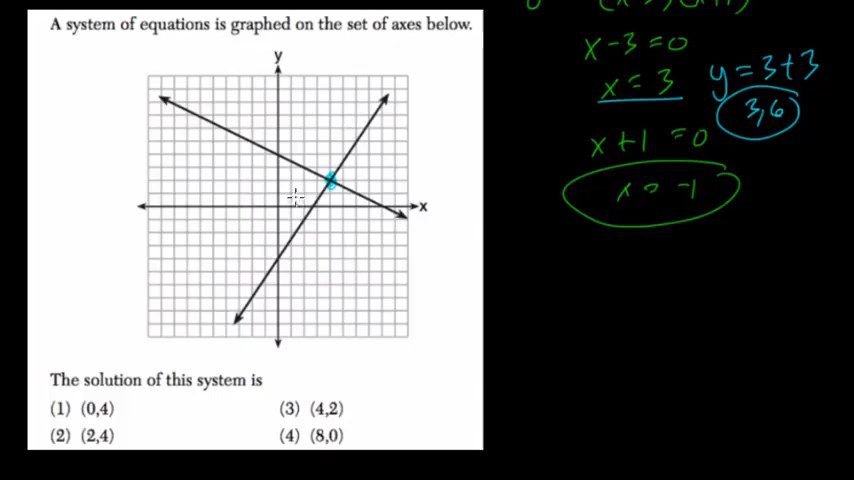 A system of equations is graphed on the set of axes below.
y
x
The solution of this system is
(1) (0,4)
(3) (4,2)
(2) (2,4)
(4) (8,0)
x-3=0
x=3
y=3+3
3,6
x+1=0
x=-1